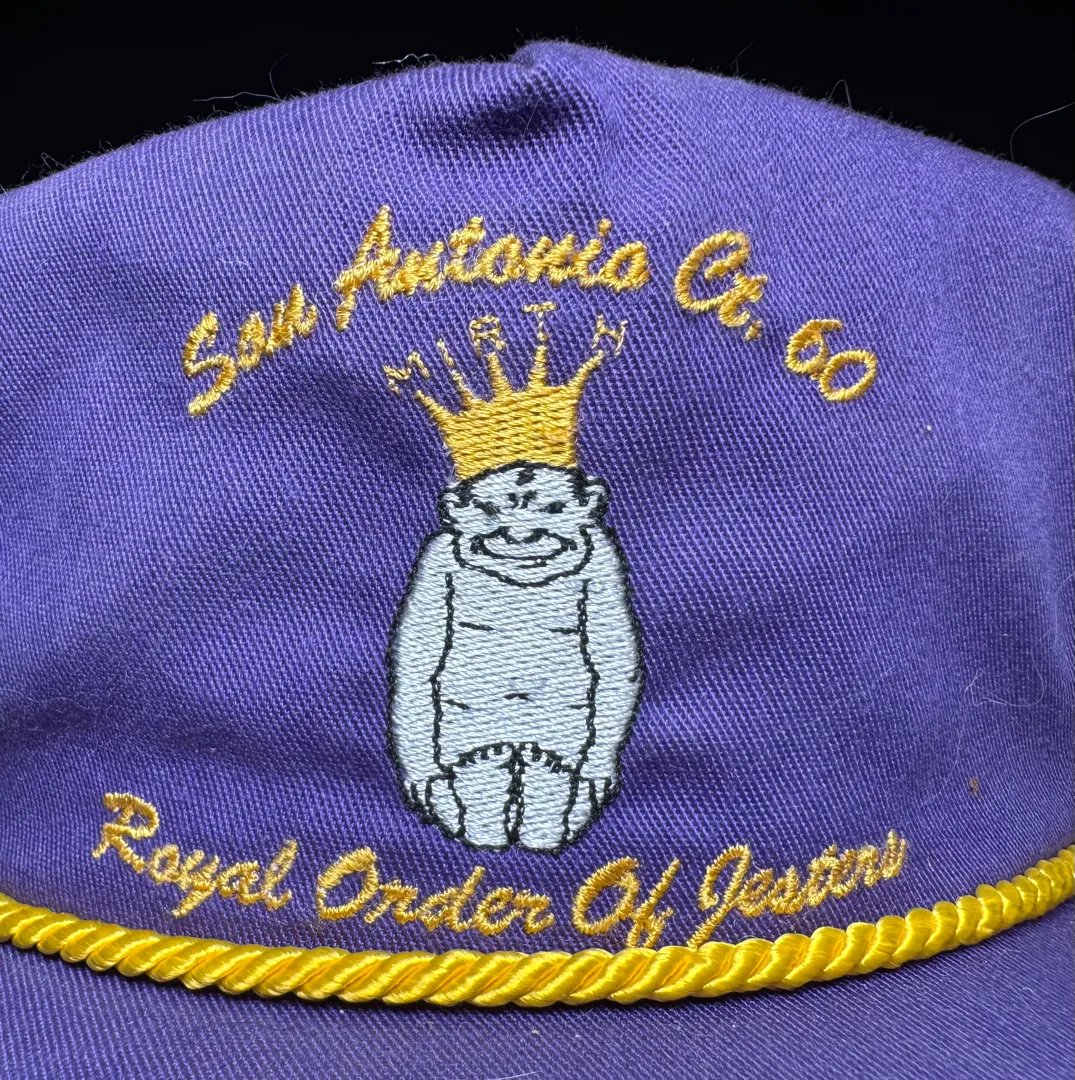 San Antonio Ct. 60
MIRTH
Royal Order Of Jesters